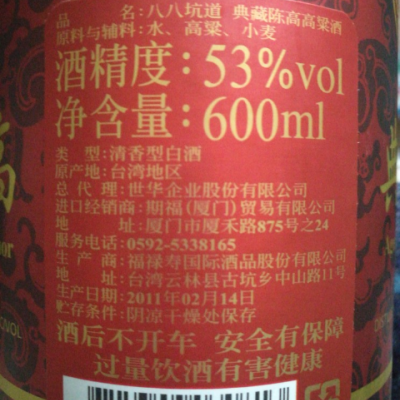 品 名:八八坑道 典藏陈高高粱酒
原料与辅料:水、高粱、小麦
酒精度:53%vol
净含量:600ml
类 型:清香型白酒
原产地:台湾地区
总 代 理:世华企业股份有限公司
进口经销商:期福(厦门)贸易有限公司
地 址:厦门市厦禾路875号之24
服务电话:0592-5338165
生 产 商:福禄寿国际酒品股份有限公司
地 址:台湾云林县古坑乡中山路11号
生产日期:2011年02月14日
贮存条件:阴凉干燥处保存
酒后不开车 安全有保障
过量饮酒有害健康